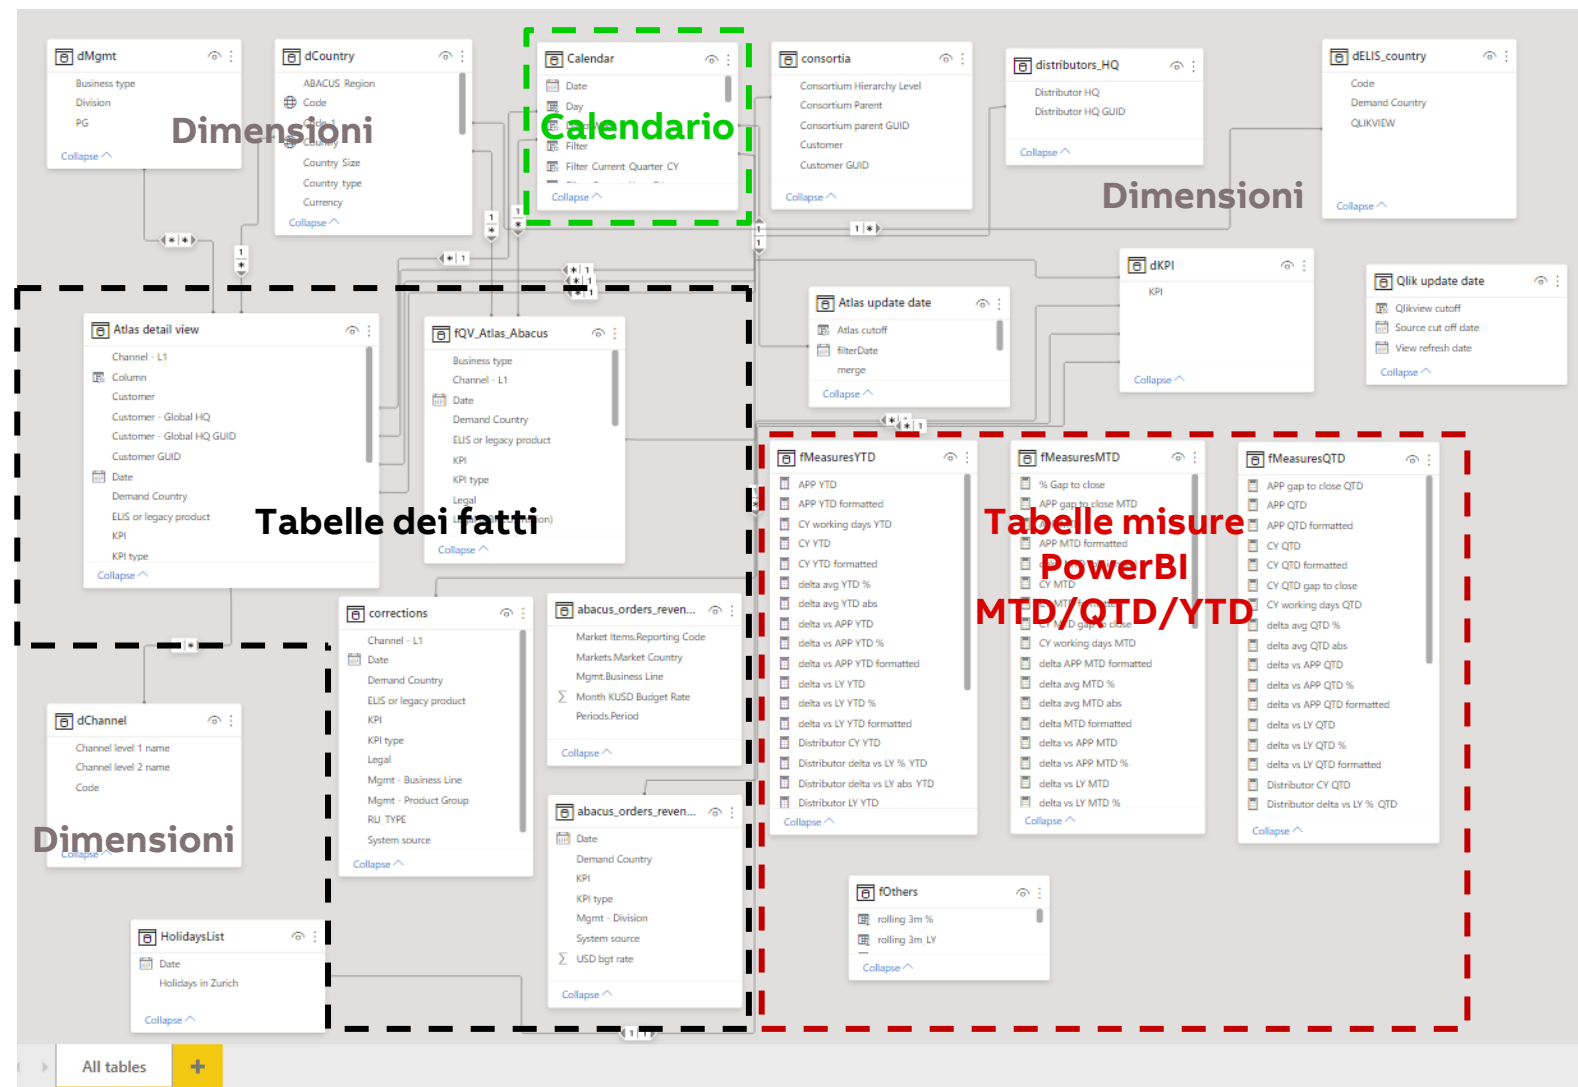 dMgmt
Business type
Division
PG
Collapse
dCountry
ABACUS Region
Code
Country
Country Size
Country type
Currency
Collapse
Dimensioni
Calendar
Date
Day
Filter
Filter Current Quarter CY
Collapse
Calendario
consortia
Consortium Hierarchy Level
Consortium Parent
Consortium parent GUID
Customer
Customer GUID
Collapse
distributors_HQ
Distributor HQ
Distributor HQ GUID
Collapse
dELIS_country
Code
Demand Country
QLIKVIEW
Collapse
Dimensioni
Atlas detail view
Channel - L1
Column
Customer
Customer - Global HQ
Customer - Global HQ GUID
Customer GUID
Date
Demand Country
ELIS or legacy product
KPI
KPI type
Collapse
fQV_Atlas_Abacus
Business type
Channel - L1
Date
Demand Country
ELIS or legacy product
KPI
KPI type
Legal
Collapse
Tabelle dei fatti
Atlas update date
Atlas cutoff
filterDate
merge
Collapse
dKPI
KPI
Collapse
Qlik update date
Qlikview cutoff
Source cut off date
View refresh date
Collapse
fMeasuresYTD
APP YTD
APP YTD formatted
CY working days YTD
CY YTD
CY YTD formatted
delta avg YTD %
delta avg YTD abs
delta vs APP YTD
delta vs APP YTD %
delta vs APP YTD formatted
delta vs LY YTD
delta vs LY YTD %
delta vs LY YTD formatted
Distributor CY YTD
Distributor delta vs LY % YTD
Distributor delta vs LY abs YTD
Distributor LY YTD
Collapse
fMeasuresMTD
% Gap to close
APP gap to close MTD
APP MTD formatted
CY MTD
CY MTD gap to close
CY working days MTD
delta APP MTD formatted
delta avg MTD %
delta avg MTD abs
delta MTD formatted
delta vs APP MTD
delta vs APP MTD %
delta vs LY MTD
delta vs LY MTD %
Collapse
fMeasuresQTD
APP gap to close QTD
APP QTD
APP QTD formatted
CY QTD
CY QTD formatted
CY QTD gap to close
CY working days QTD
delta avg QTD %
delta avg QTD abs
delta vs APP QTD
delta vs APP QTD %
delta vs APP QTD formatted
delta vs LY QTD
delta vs LY QTD %
delta vs LY QTD formatted
Distributor CY QTD
Distributor delta vs LY % QTD
Collapse
Tabelle misure
PowerBI
MTD/QTD/YTD
corrections
Channel - L1
Date
Demand Country
ELIS or legacy product
KPI
KPI type
Legal
Mgmt - Business Line
Mgmt - Product Group
RU_TYPE
System source
Collapse
abacus_orders_reven...
Market Items.Reporting Code
Markets.Market Country
Mgmt.Business Line
Month KUSD Budget Rate
Periods.Period
Collapse
dChannel
Channel level 1 name
Channel level 2 name
Code
Collapse
Dimensioni
abacus_orders_reven...
Date
Demand Country
KPI
KPI type
Mgmt - Division
System source
USD bgt rate
Collapse
fOthers
rolling 3m %
rolling 3m LY
Collapse
HolidaysList
Date
Holidays in Zurich
Collapse
All tables